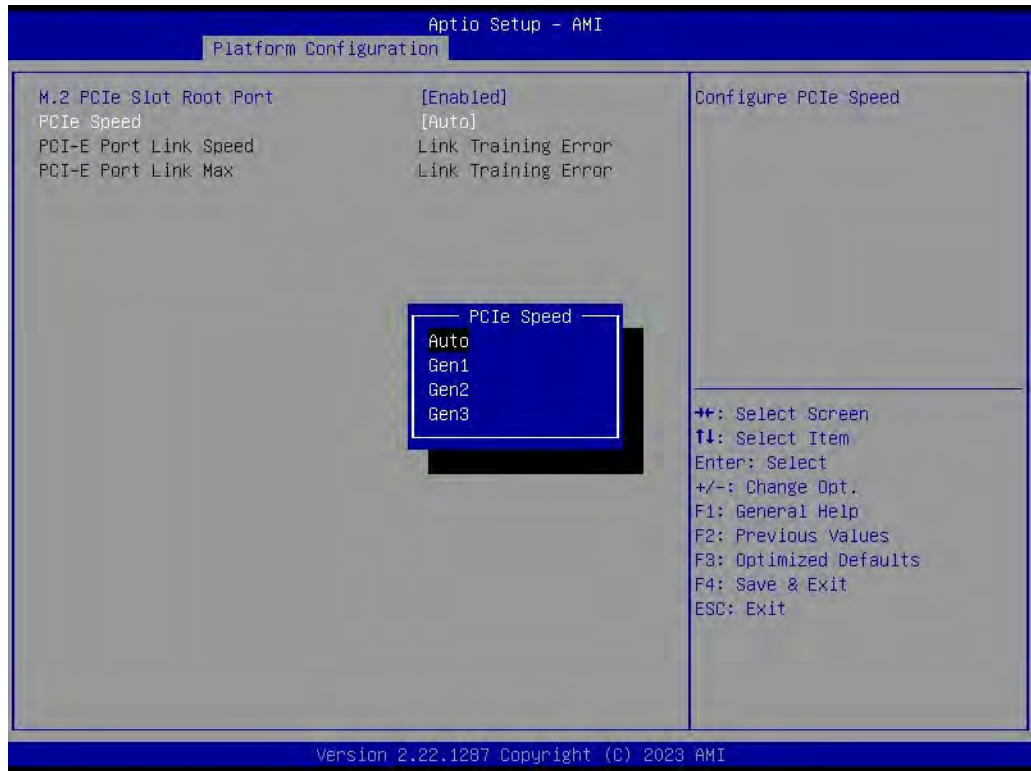 Aptio Setup - AMI
Platform Configuration
M.2 PCIe Slot Root Port [Enabled]
PCIe Speed [Auto]
PCI-E Port Link Speed Link Training Error
PCI-E Port Link Max Link Training Error
Configure PCIe Speed
PCIe Speed
Auto
Gen1
Gen2
Gen3
→←: Select Screen
↑↓: Select Item
Enter: Select
+/-: Change Opt.
F1: General Help
F2: Previous Values
F3: Optimized Defaults
F4: Save & Exit
ESC: Exit
Version 2.22.1287 Copyright (C) 2023 AMI